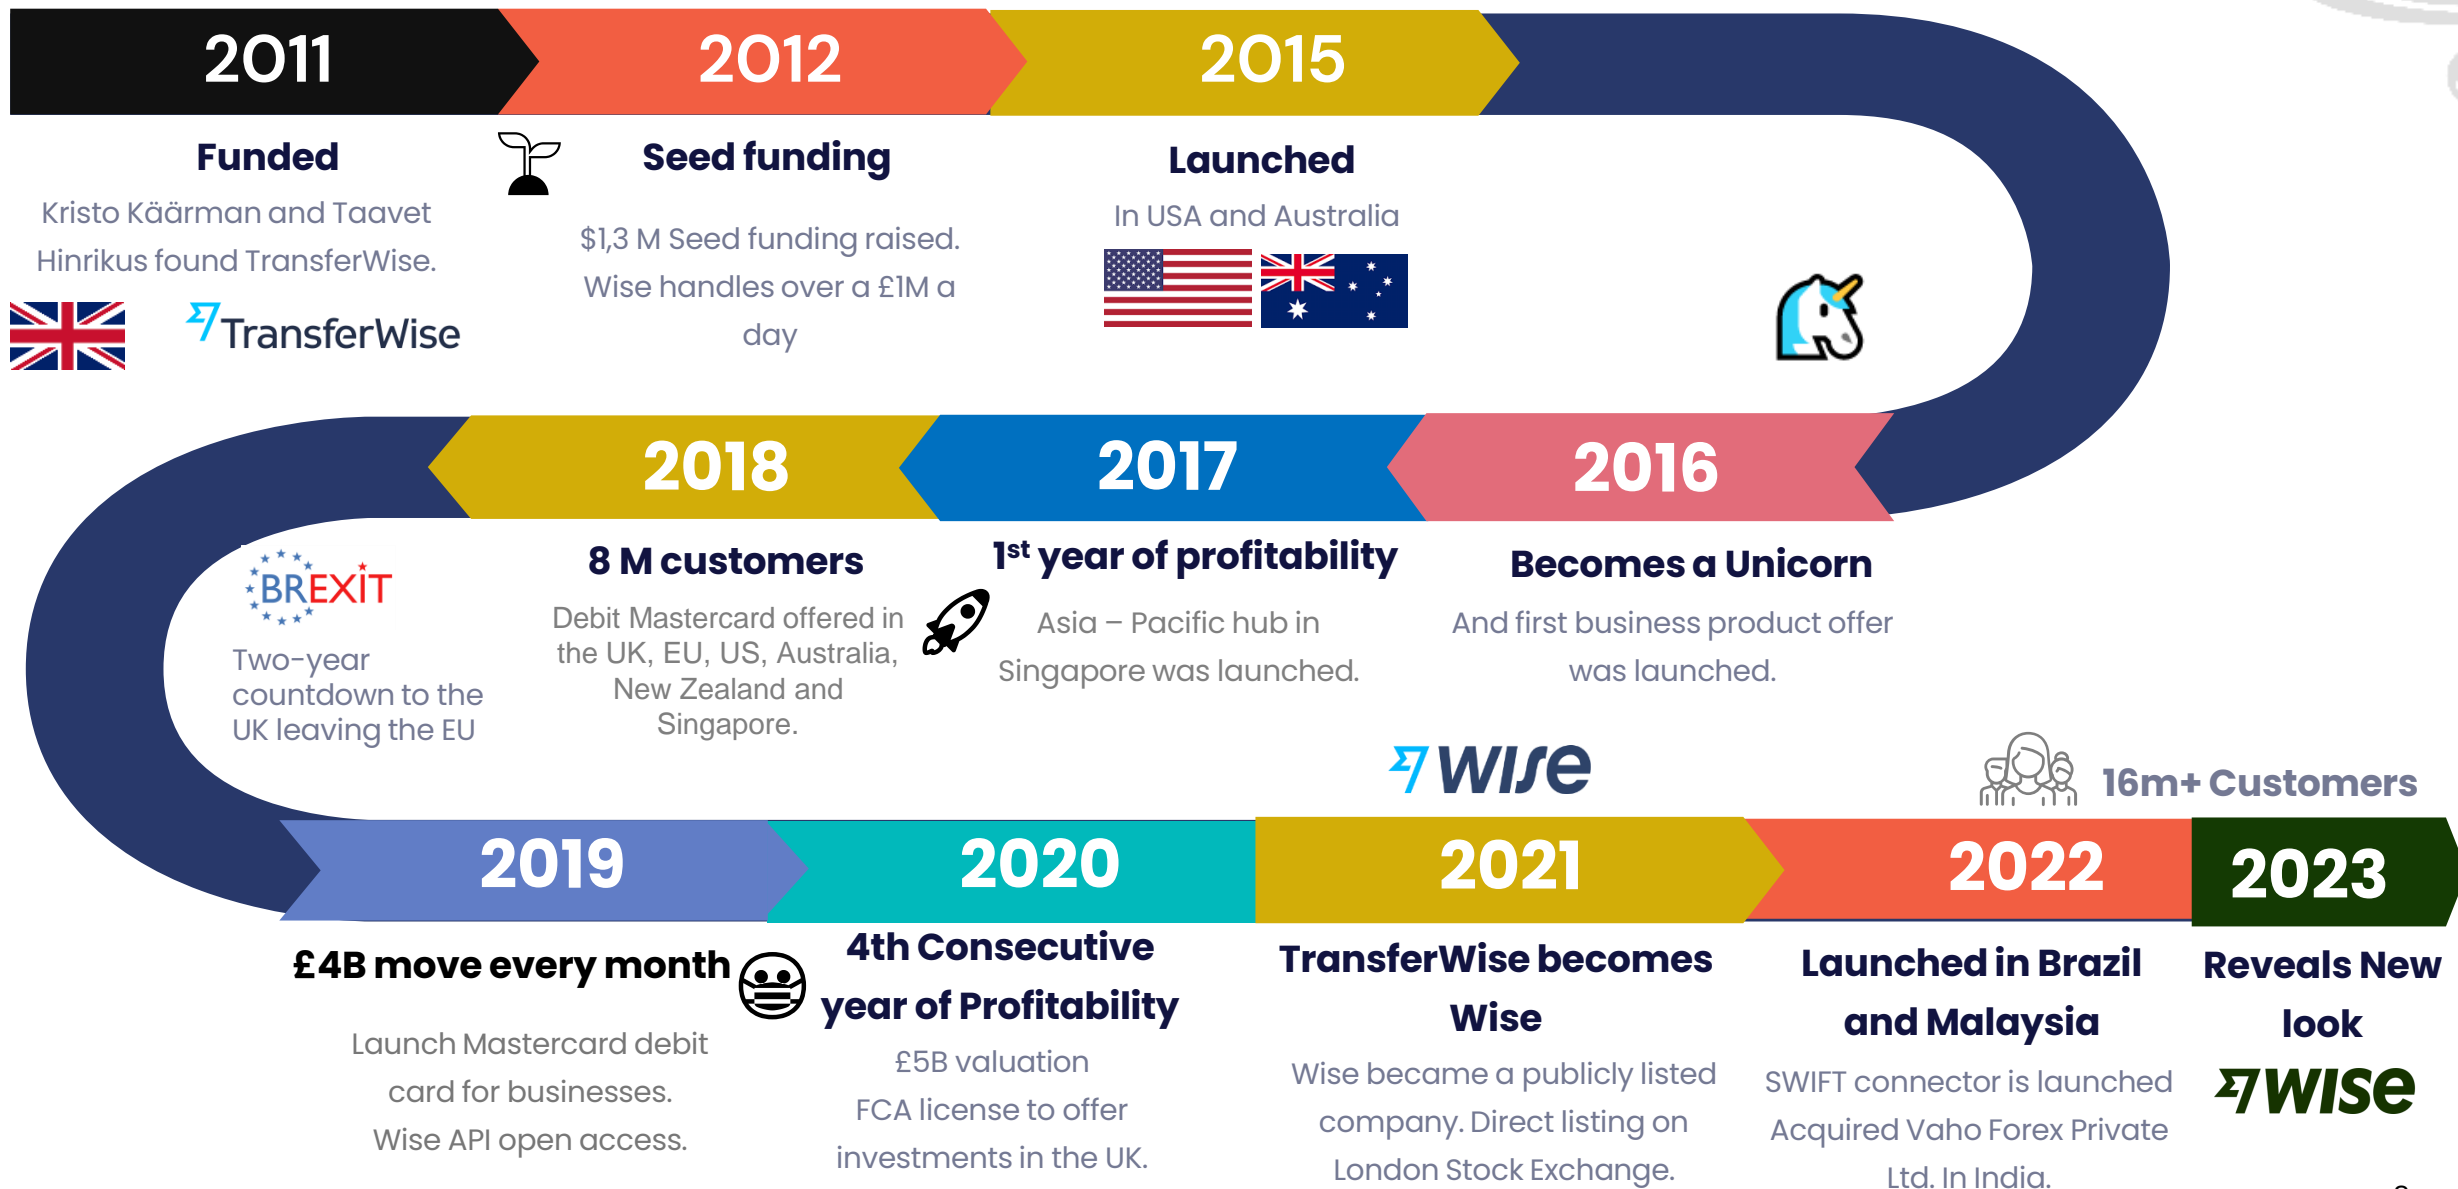 2011
2012
2015
Funded
Kristo Käärman and Taavet
Hinrikus found TransferWise.
TransferWise
Seed funding
$1,3 M Seed funding raised.
Wise handles over a £1M a
day
Launched
In USA and Australia
2016
2017
2018
Becomes a Unicorn
And first business product offer
was launched.
1st year of profitability
Asia – Pacific hub in
Singapore was launched.
8 M customers
Debit Mastercard offered in
the UK, EU, US, Australia,
New Zealand and
Singapore.
BREXIT
Two-year
countdown to the
UK leaving the EU
2019
2020
2021
2022
2023
£4B move every month
Launch Mastercard debit
card for businesses.
Wise API open access.
4th Consecutive
year of Profitability
£5B valuation
FCA license to offer
investments in the UK.
WISE
TransferWise becomes
Wise
Wise became a publicly listed
company. Direct listing on
London Stock Exchange.
16m+ Customers
Launched in Brazil
and Malaysia
SWIFT connector is launched
Acquired Vaho Forex Private
Ltd. In India.
Reveals New
look
WISE